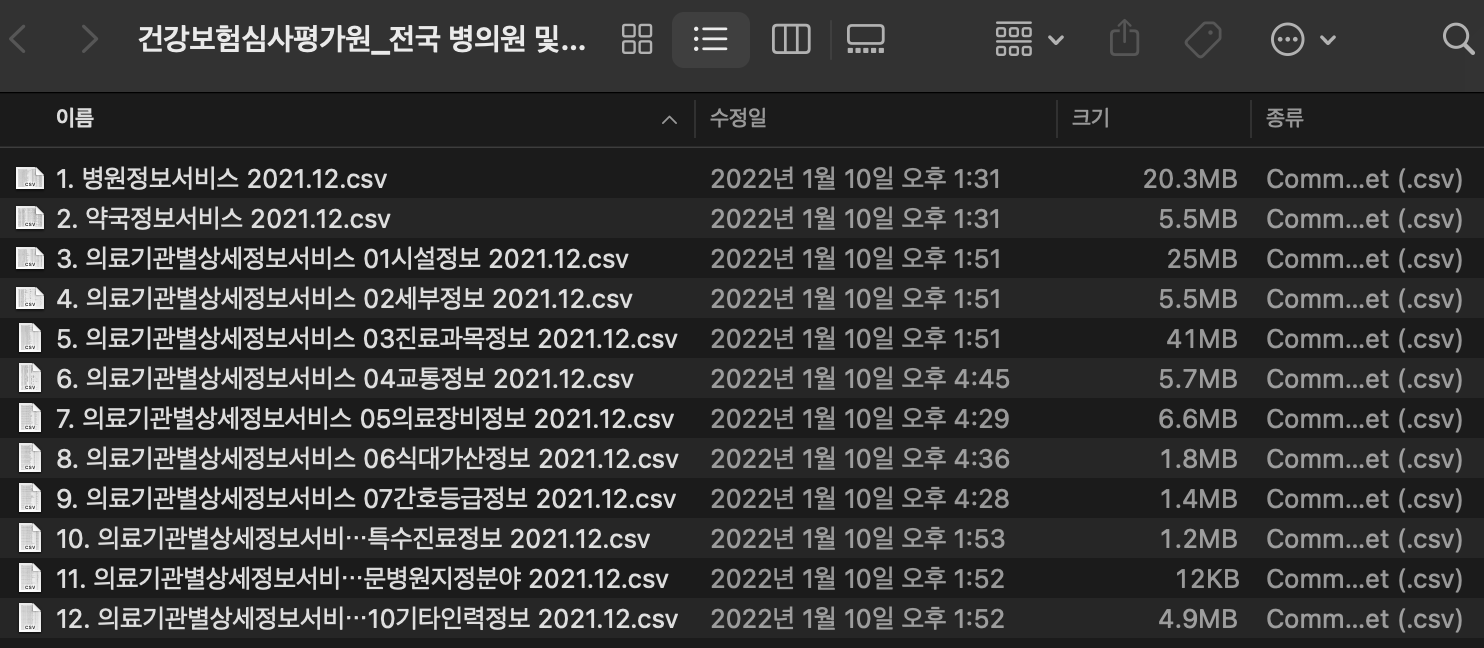 건강보험심사평가원_전국 병의원 및...
이름 수정일 크기 종류
1. 병원정보서비스 2021.12.csv 2022년 1월 10일 오후 1:31 20.3MB Comm...et (.csv)
2. 약국정보서비스 2021.12.csv 2022년 1월 10일 오후 1:31 5.5MB Comm...et (.csv)
3. 의료기관별상세정보서비스 01시설정보 2021.12.csv 2022년 1월 10일 오후 1:51 25MB Comm...et (.csv)
4. 의료기관별상세정보서비스 02세부정보 2021.12.csv 2022년 1월 10일 오후 1:51 5.5MB Comm...et (.csv)
5. 의료기관별상세정보서비스 03진료과목정보 2021.12.csv 2022년 1월 10일 오후 1:51 41MB Comm...et (.csv)
6. 의료기관별상세정보서비스 04교통정보 2021.12.csv 2022년 1월 10일 오후 4:45 5.7MB Comm...et (.csv)
7. 의료기관별상세정보서비스 05의료장비정보 2021.12.csv 2022년 1월 10일 오후 4:29 6.6MB Comm...et (.csv)
8. 의료기관별상세정보서비스 06식대가산정보 2021.12.csv 2022년 1월 10일 오후 4:36 1.8MB Comm...et (.csv)
9. 의료기관별상세정보서비스 07간호등급정보 2021.12.csv 2022년 1월 10일 오후 4:28 1.4MB Comm...et (.csv)
10. 의료기관별상세정보서비…특수진료정보 2021.12.csv 2022년 1월 10일 오후 1:53 1.2MB Comm...et (.csv)
11. 의료기관별상세정보서비…문병원지정분야 2021.12.csv 2022년 1월 10일 오후 1:52 12KB Comm...et (.csv)
12. 의료기관별상세정보서비…10기타인력정보 2021.12.csv 2022년 1월 10일 오후 1:52 4.9MB Comm...et (.csv)